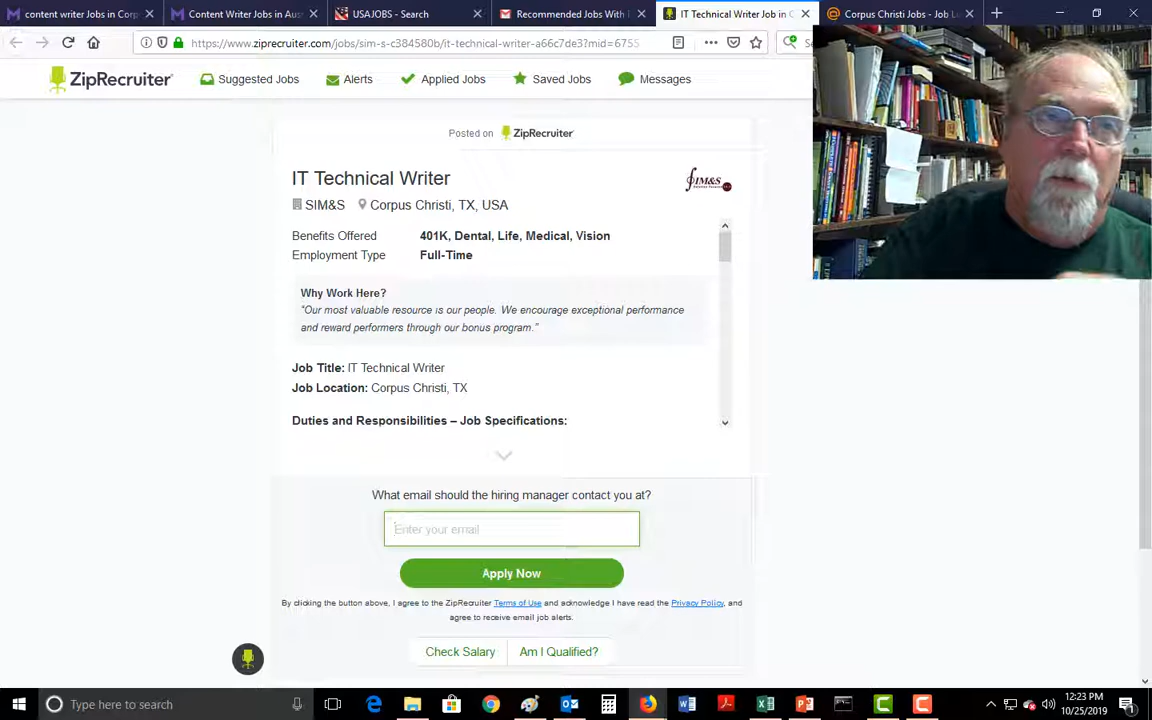 content writer Jobs in Corp
Content Writer Jobs in Aus
USAJOBS - Search
Recommended Jobs With
IT Technical Writer Job in C
Corpus Christi Jobs - Job L
https://www.ziprecruiter.com/jobs/sim-s-c384580b/it-technical-writer-a66c7de3?mid=6755
ZipRecruiter
Suggested Jobs
Alerts
Applied Jobs
Saved Jobs
Messages
Posted on ZipRecruiter
IT Technical Writer
SIM&S Corpus Christi, TX, USA
SIM&S
Benefits Offered 401K, Dental, Life, Medical, Vision
Employment Type Full-Time
Why Work Here?
"Our most valuable resource is our people. We encourage exceptional performance
and reward performers through our bonus program."
Job Title: IT Technical Writer
Job Location: Corpus Christi, TX
Duties and Responsibilities – Job Specifications:
What email should the hiring manager contact you at?
Enter your email
Apply Now
By clicking the button above, I agree to the ZipRecruiter Terms of Use and acknowledge I have read the Privacy Policy, and
agree to receive email job alerts.
Check Salary
Am I Qualified?
Type here to search
12:23 PM
10/25/2019